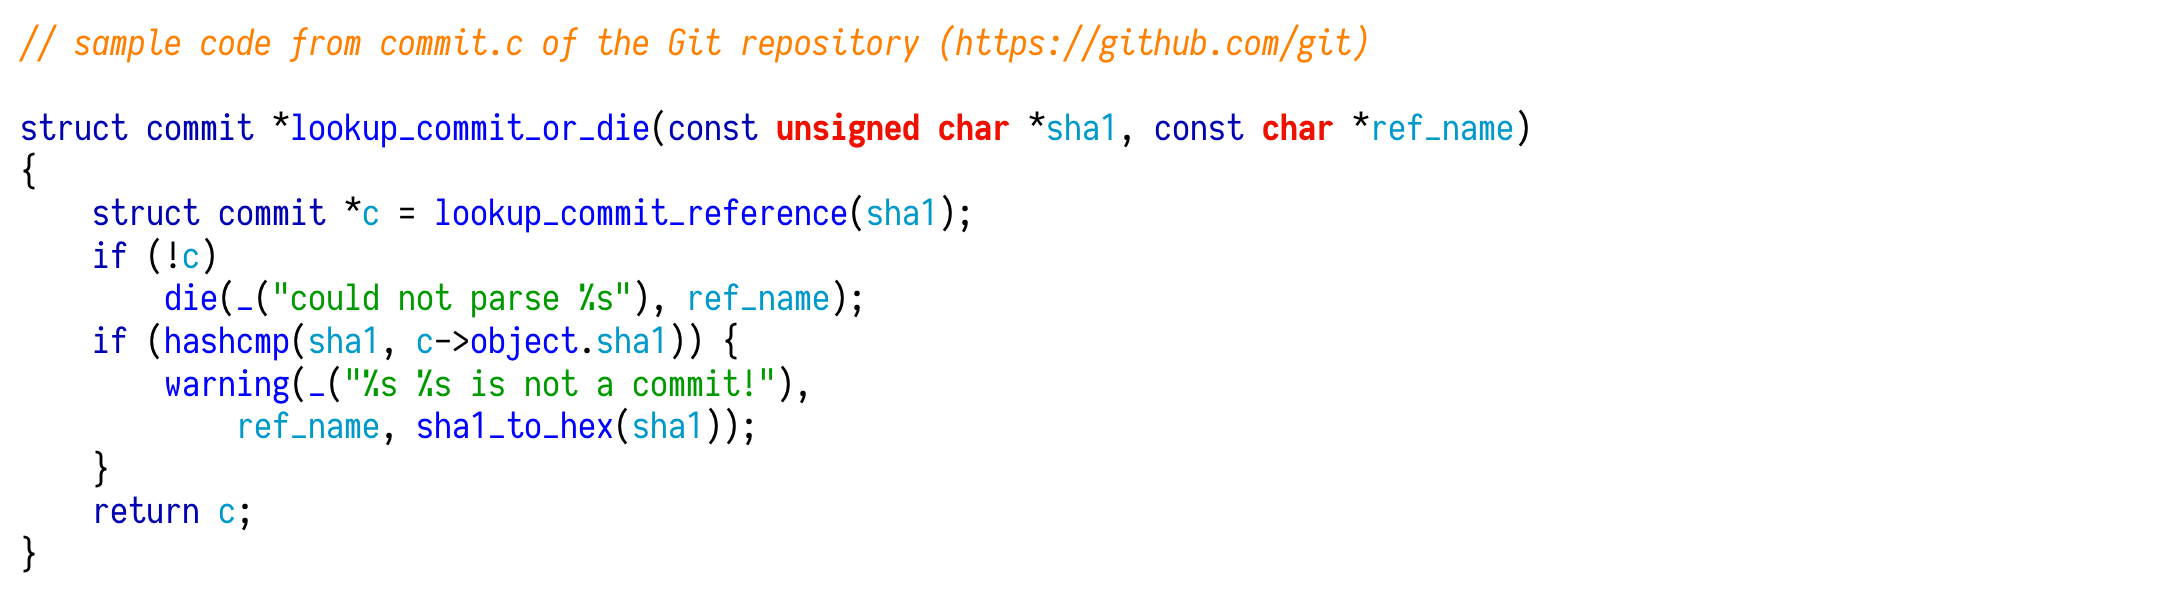 // sample code from commit.c of the Git repository (https://github.com/git)

struct commit *lookup_commit_or_die(const unsigned char *sha1, const char *ref_name)
{
    struct commit *c = lookup_commit_reference(sha1);
    if (!c)
        die(_("could not parse %s"), ref_name);
    if (hashcmp(sha1, c->object.sha1)) {
        warning(_("%s %s is not a commit!"),
            ref_name, sha1_to_hex(sha1));
    }
    return c;
}